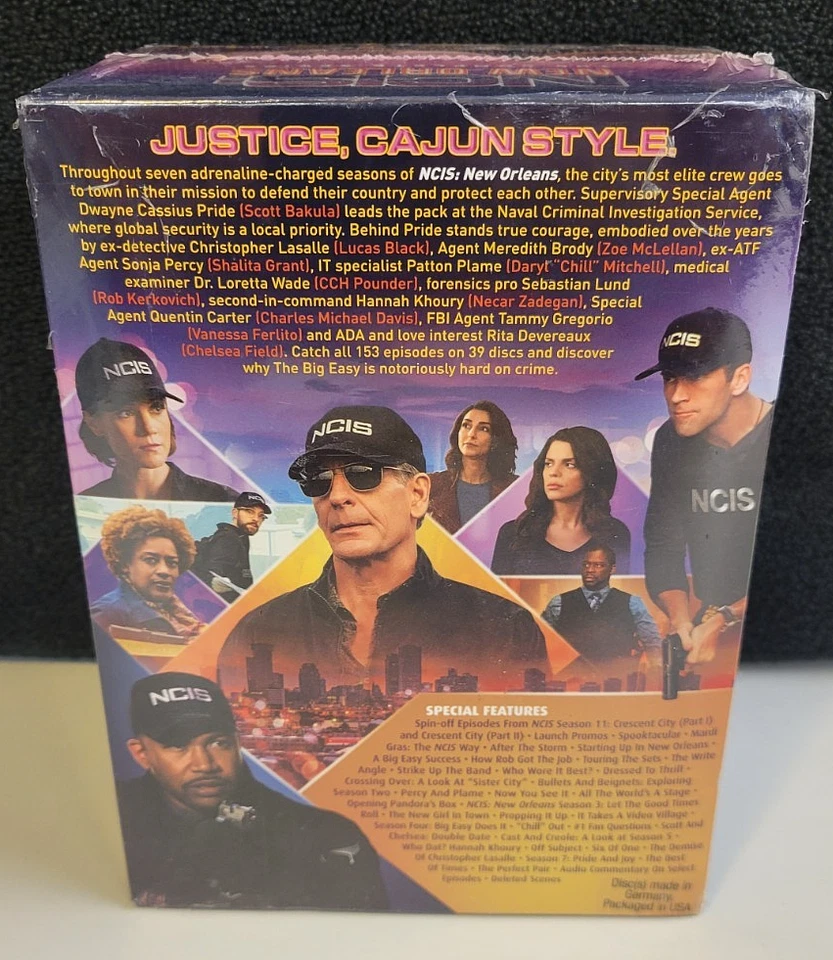 NEW ORLEANS
JUSTICE, CAJUN STYLE.
Throughout seven adrenaline-charged seasons of NCIS: New Orleans, the city's most elite crew goes
to town in their mission to defend their country and protect each other. Supervisory Special Agent
Dwayne Cassius Pride (Scott Bakula) leads the pack at the Naval Criminal Investigation Service,
where global security is a local priority. Behind Pride stands true courage, embodied over the years
by ex-detective Christopher Lasalle (Lucas Black), Agent Meredith Brody (Zoe McLellan), ex-ATF
Agent Sonja Percy (Shalita Grant), IT specialist Patton Plame (Daryl "Chill" Mitchell), medical
examiner Dr. Loretta Wade (CCH Pounder), forensics pro Sebastian Lund
(Rob Kerkovich), second-in-command Hannah Khoury (Necar Zadegan), Special
Agent Quentin Carter (Charles Michael Davis), FBI Agent Tammy Gregorio
(Vanessa Ferlito) and ADA and love interest Rita Devereaux
(Chelsea Field). Catch all 153 episodes on 39 discs and discover
why The Big Easy is notoriously hard on crime.
NCIS
NCIS
NCIS
NCIS
NCIS
SPECIAL FEATURES
Spin-off Episodes From NCIS Season 11: Crescent City (Part I)
and Crescent City (Part II) • Launch Promos • Spooktacular • Mardi
Gras: The NCIS Way • After The Storm • Starting Up In New Orleans •
A Big Easy Success • How Rob Got The Job • Touring The Sets • The Write
Angle • Strike Up The Band • Who Wore It Best? • Dressed To Thrill •
Crossing Over: A Look At "Sister City" • Bullets And Beignets: Exploring
Season Two • Percy And Plame • Now You See It • All The World's A Stage •
Opening Pandora's Box • NCIS: New Orleans Season 3: Let The Good Times
Roll • The New Girl In Town • Propping It Up • It Takes A Video Village •
Season Four: Big Easy Does It • "Chill" Out • #1 Fan Questions • Scott And
Chelsea: Double Date • Cast And Create: A Look at Season 5 •
Who Dat? Hannah Khoury • Off Subject • Six Of One • The Demise
Of Christopher Lasalle • Season 7: Pride And Joy • The Best
Of Times • The Perfect Pair • Audio Commentary On Select
Episodes • Deleted Scenes
Disc(s) made in
Germany.
Packaged in USA